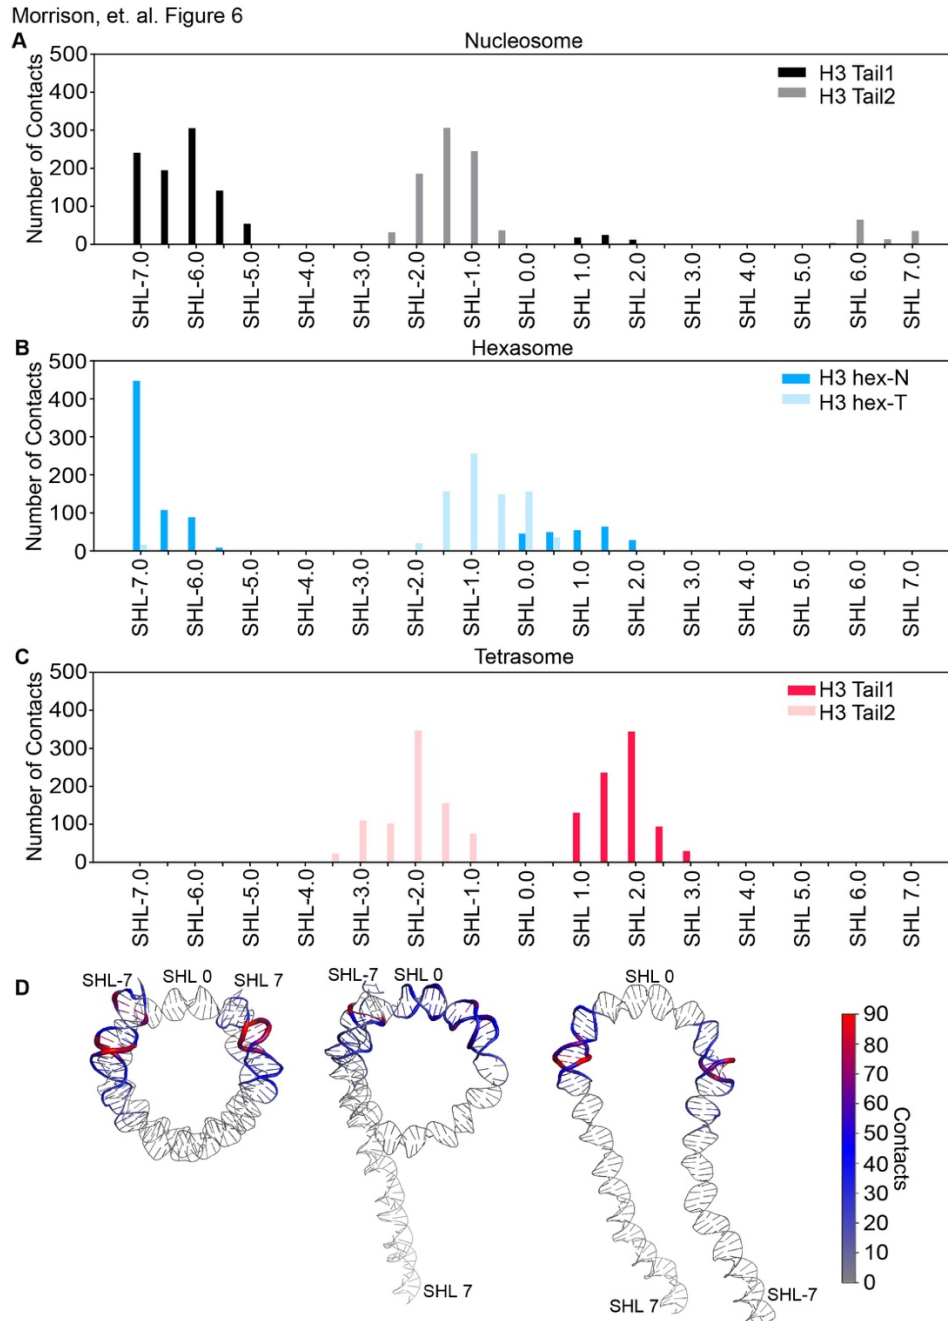 Morrison, et. al. Figure 6
A
Nucleosome
Number of Contacts
500
400
300
200
100
0
H3 Tail1
H3 Tail2
SHL-7.0
SHL-6.0
SHL-5.0
SHL-4.0
SHL-3.0
SHL-2.0
SHL-1.0
SHL 0.0
SHL 1.0
SHL 2.0
SHL 3.0
SHL 4.0
SHL 5.0
SHL 6.0
SHL 7.0
B
Hexasome
Number of Contacts
500
400
300
200
100
0
H3 hex-N
H3 hex-T
SHL-7.0
SHL-6.0
SHL-5.0
SHL-4.0
SHL-3.0
SHL-2.0
SHL-1.0
SHL 0.0
SHL 1.0
SHL 2.0
SHL 3.0
SHL 4.0
SHL 5.0
SHL 6.0
SHL 7.0
C
Tetrasome
Number of Contacts
500
400
300
200
100
0
H3 Tail1
H3 Tail2
SHL-7.0
SHL-6.0
SHL-5.0
SHL-4.0
SHL-3.0
SHL-2.0
SHL-1.0
SHL 0.0
SHL 1.0
SHL 2.0
SHL 3.0
SHL 4.0
SHL 5.0
SHL 6.0
SHL 7.0
D
SHL-7
SHL 0
SHL 7
SHL-7
SHL 0
SHL 7
SHL 0
SHL 7
SHL-7
90
80
70
60
50
40
30
20
10
0
Contacts